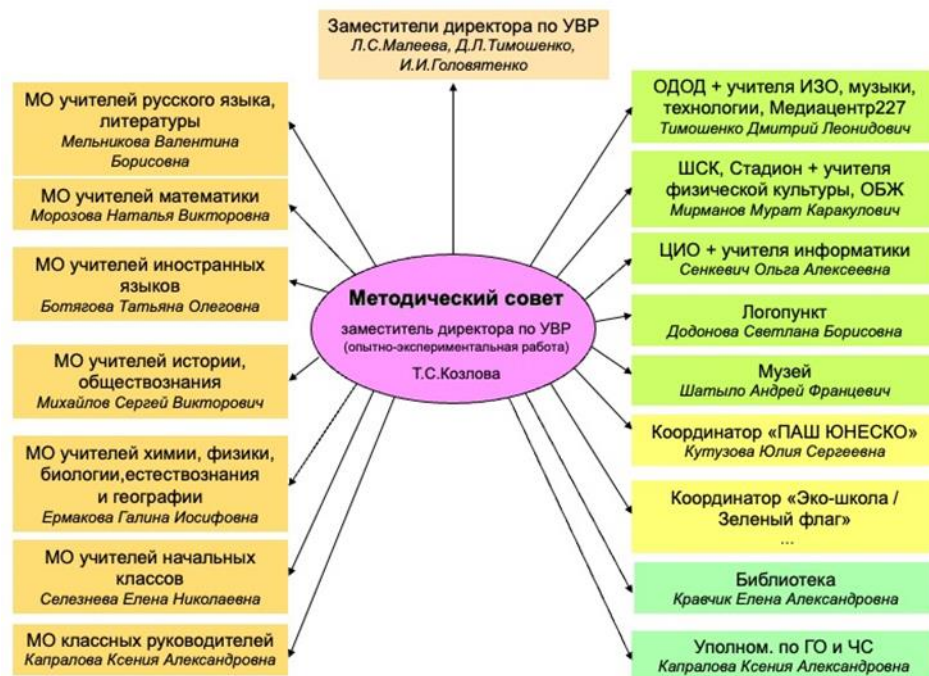 Заместители директора по УВР
Л.С.Малеева, Д.Л.Тимошенко,
И.И.Головятенко
МО учителей русского языка,
литературы
Мельникова Валентина
Борисовна
МО учителей математики
Морозова Наталья Викторовна
МО учителей иностранных
языков
Ботягова Татьяна Олеговна
МО учителей истории,
обществознания
Михайлов Сергей Викторович
МО учителей химии, физики,
биологии,естествознания
и географии
Ермакова Галина Иосифовна
МО учителей начальных
классов
Селезнева Елена Николаевна
МО классных руководителей
Капралова Ксения Александровна
Методический совет
заместитель директора по УВР
(опытно-экспериментальная работа)
Т.С.Козлова
ОДОД + учителя ИЗО, музыки,
технологии, Медиацентр227
Тимошенко Дмитрий Леонидович
ШСК, Стадион + учителя
физической культуры, ОБЖ
Мирманов Мурат Каракулович
ЦИО + учителя информатики
Сенкевич Ольга Алексеевна
Логопункт
Додонова Светлана Борисовна
Музей
Шатыло Андрей Францевич
Координатор «ПАШ ЮНЕСКО»
Кутузова Юлия Сергеевна
Координатор «Эко-школа /
Зеленый флаг»
...
Библиотека
Кравчик Елена Александровна
Уполном. по ГО и ЧС
Капралова Ксения Александровна